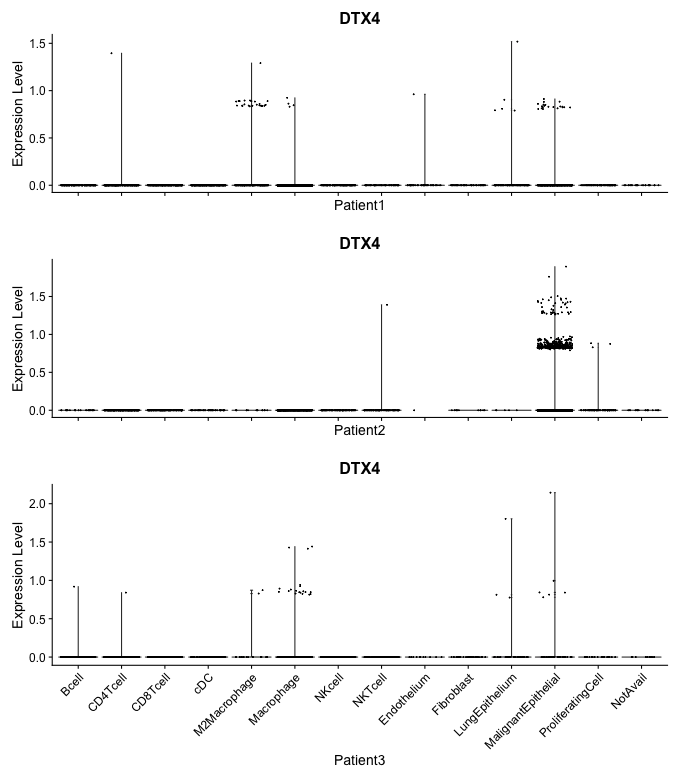 DTX4
Expression Level
1.5
1.0
0.5
0.0
Patient1
DTX4
Expression Level
1.5
1.0
0.5
0.0
Patient2
DTX4
Expression Level
2.0
1.5
1.0
0.5
0.0
Bcell
CD4Tcell
CD8Tcell
cDC
M2Macrophage
Macrophage
NKcell
NKTcell
Endothelium
Fibroblast
LungEpithelium
MalignantEpithelial
ProliferatingCell
NotAvail
Patient3